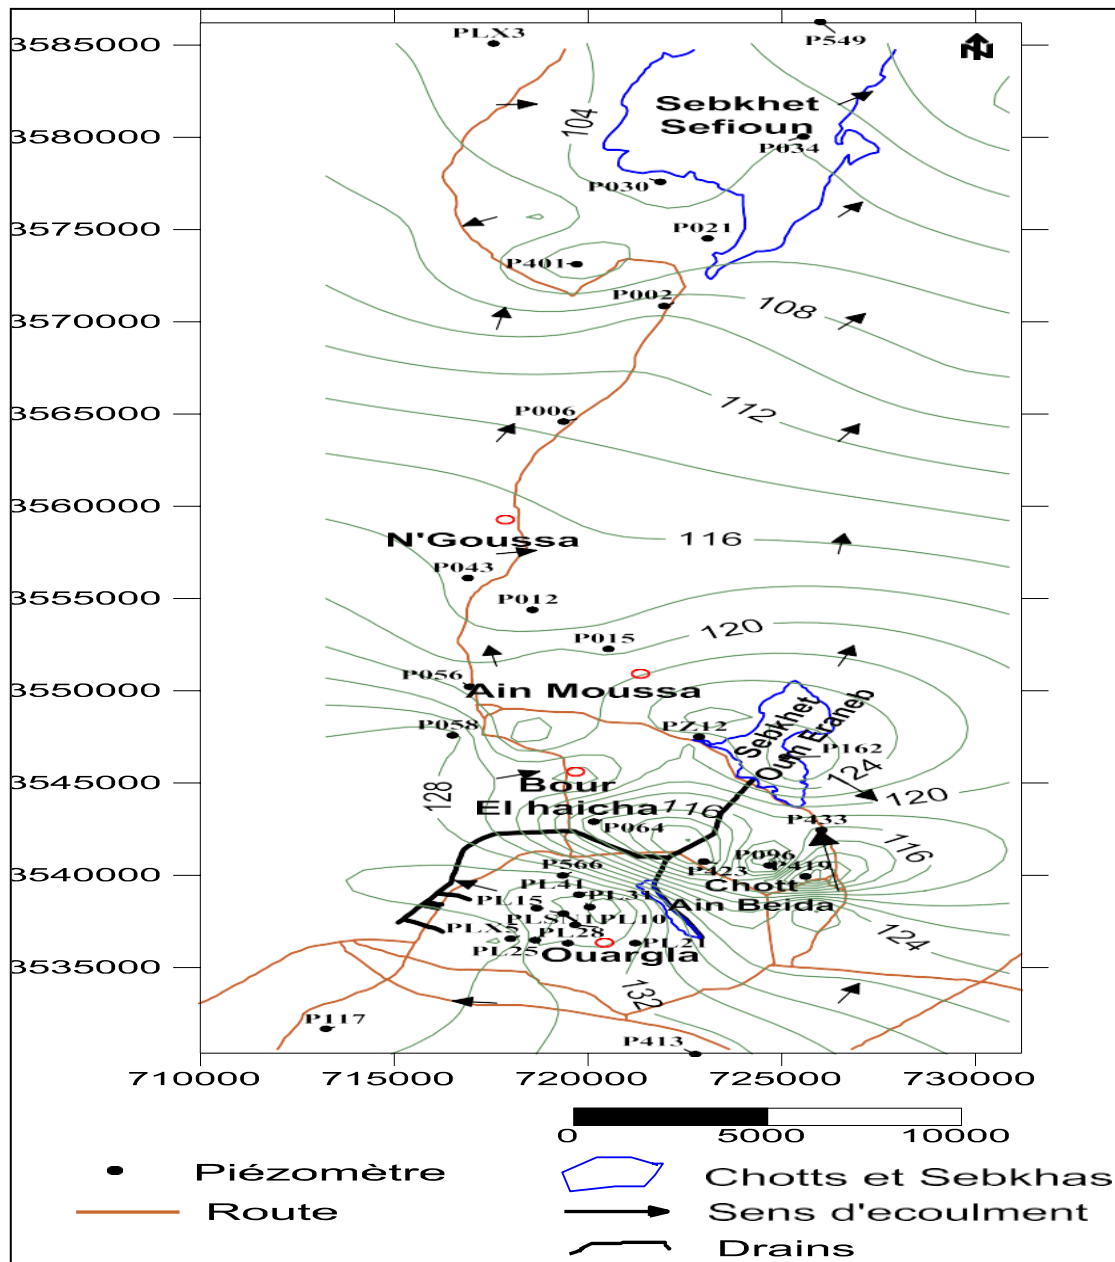 3585000
PLX3
P549
N
Sebkhet
Sefioun
104
3580000
P034
P030
3575000
P021
P401
P002
3570000
108
3565000
P006
112
3560000
N'Goussa
116
P043
3555000
P012
P015
120
3550000
P056
Ain Moussa
P058
PZ12
Sebkhet
Oum Eraneb
P162
124
3545000
Bour
El haicha
128
116
120
P064
P433
P096
P419
116
P423
3540000
P566
Chott
Ain Beida
PL41
PL15
PL31
PLSN1
PL10
PLX5
PL28
PL25
PL21
Ouargla
124
3535000
132
P117
P413
710000
715000
720000
725000
730000
0
5000
10000
Piézomètre
Chotts et Sebkhas
Route
Sens d'ecoulment
Drains